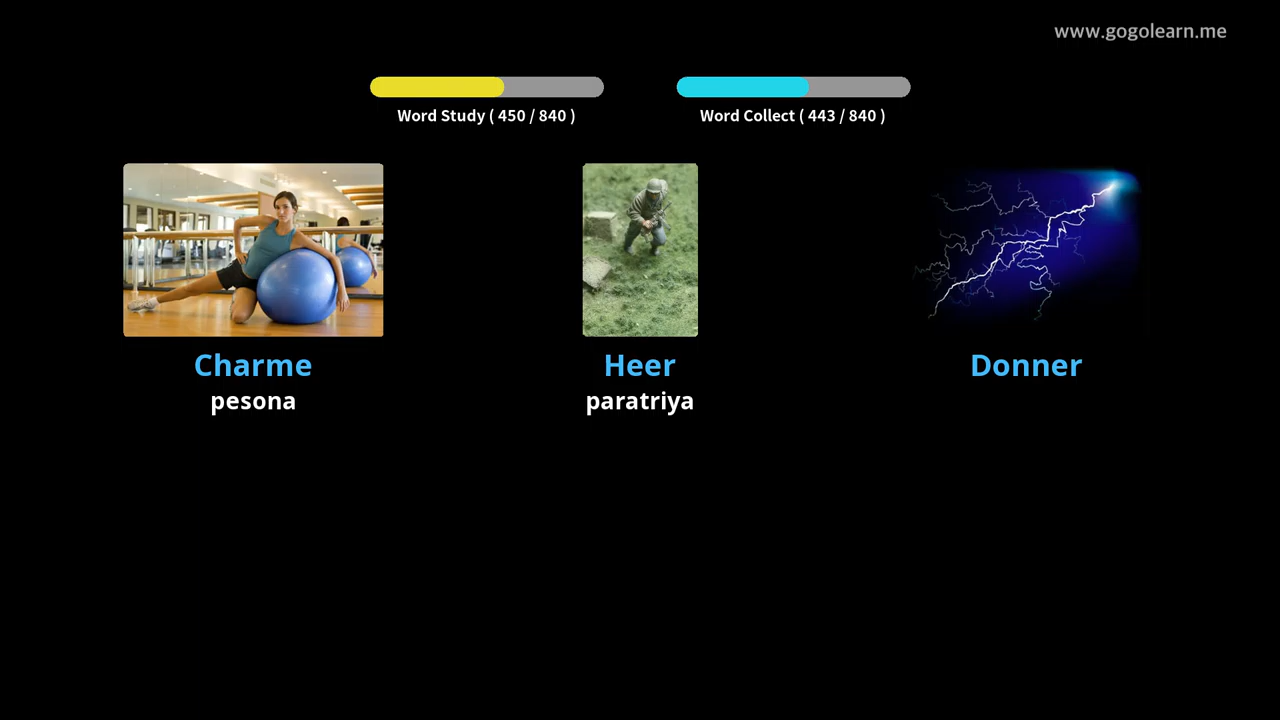 www.gogolearn.me
Word Study ( 450 / 840 )
Word Collect ( 443 / 840 )
Charme
Heer
Donner
pesona
paratriya